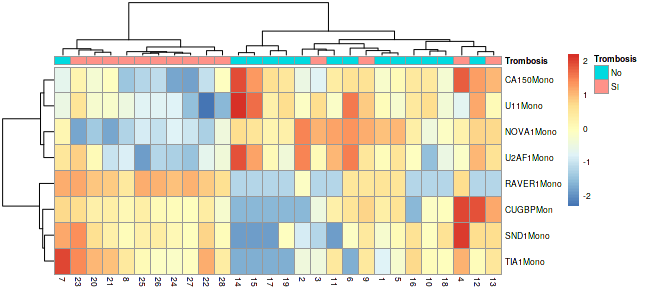 Trombosis
CA150Mono
U11Mono
NOVA1Mono
U2AF1Mono
RAVER1Mono
CUGBPMon
SND1Mono
TIA1Mono
7 23 20 21 8 25 26 24 27 22 28 14 15 17 19 2 3 11 6 9 1 5 16 10 18 4 12 13
2
1
0
-1
-2
Trombosis
No
SI